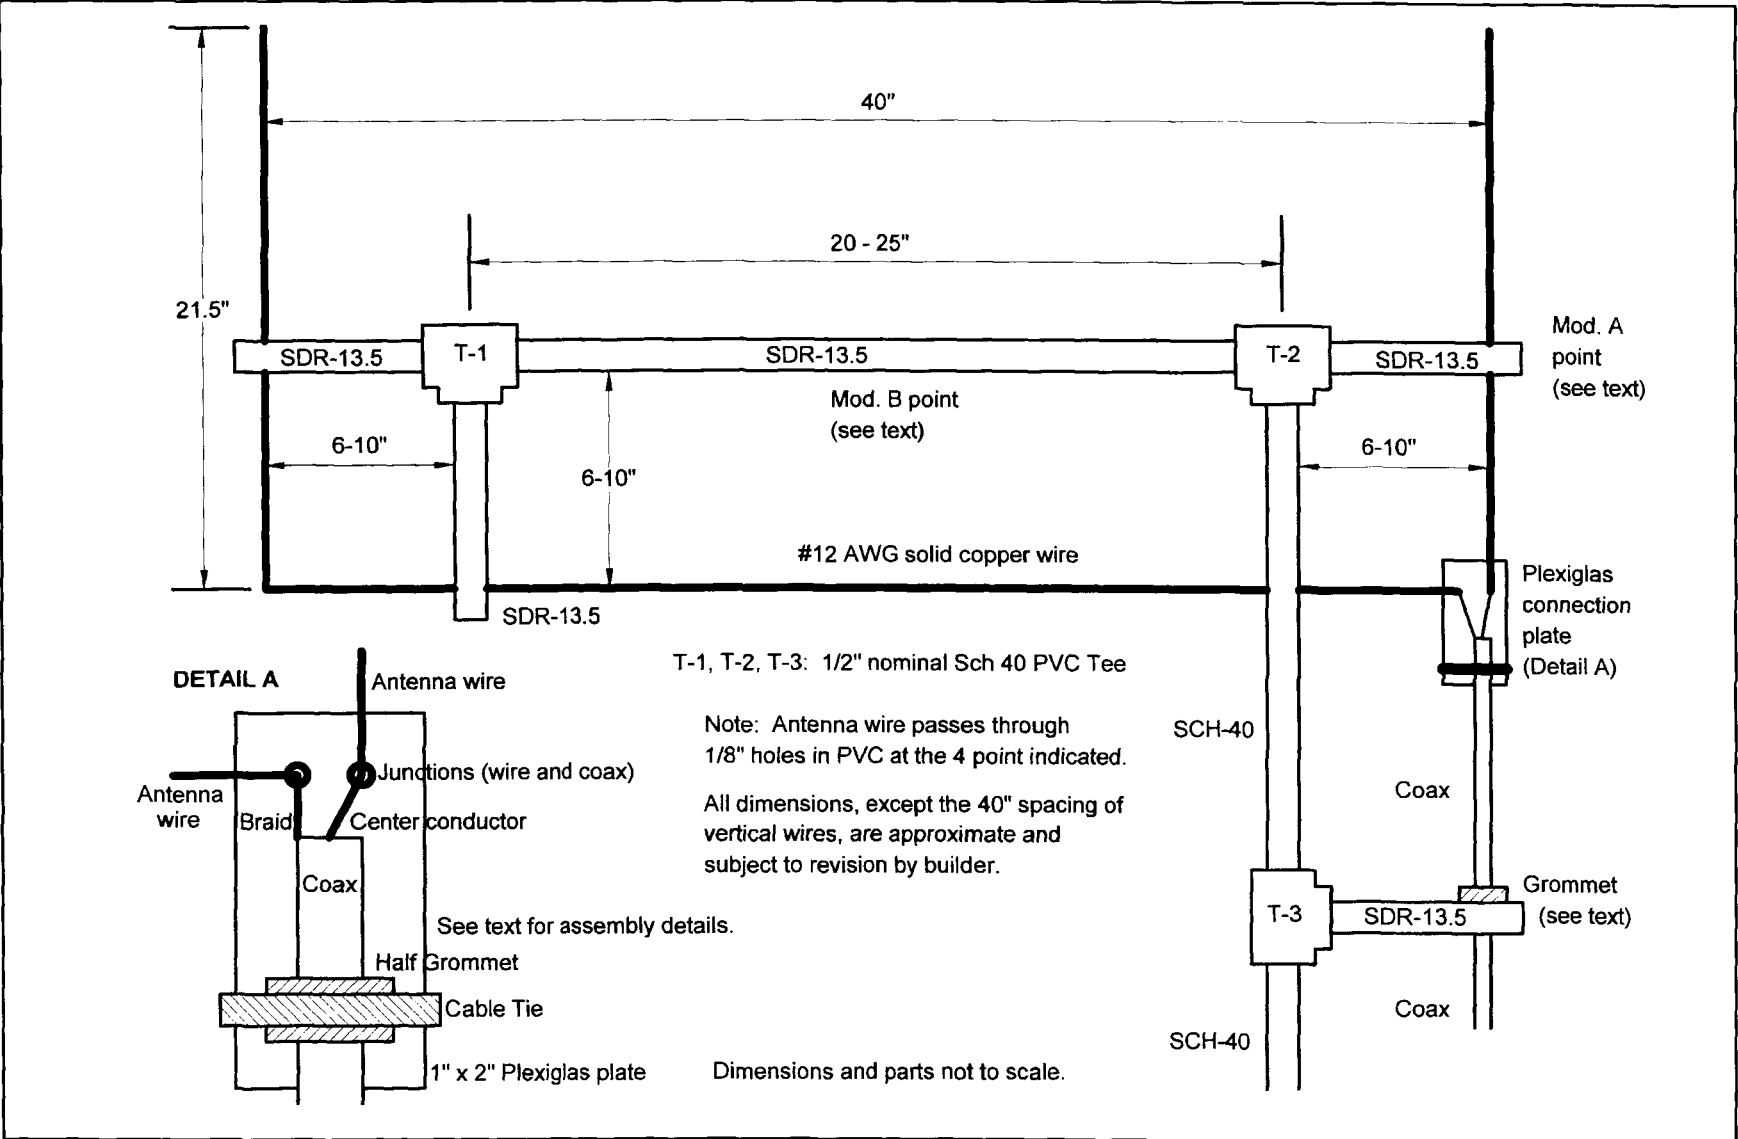 40"
20 - 25"
21.5"
SDR-13.5
T-1
SDR-13.5
T-2
SDR-13.5
Mod. A
point
(see text)
Mod. B point
(see text)
6-10"
6-10"
6-10"
#12 AWG solid copper wire
SDR-13.5
Plexiglas
connection
plate
(Detail A)
T-1, T-2, T-3: 1/2" nominal Sch 40 PVC Tee
Note: Antenna wire passes through
1/8" holes in PVC at the 4 point indicated.
All dimensions, except the 40" spacing of
vertical wires, are approximate and
subject to revision by builder.
SCH-40
Coax
T-3
SDR-13.5
Grommet
(see text)
Coax
SCH-40
DETAIL A
Antenna wire
Junctions (wire and coax)
Antenna
wire
Braid
Center conductor
Coax
See text for assembly details.
Half Grommet
Cable Tie
1" x 2" Plexiglas plate
Dimensions and parts not to scale.